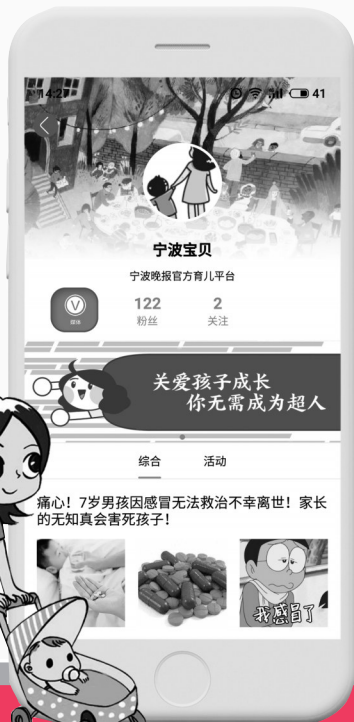 14:27
41
宁波宝贝
宁波晚报官方育儿平台
V
媒体
122
粉丝
2
关注
关爱孩子成长
你无需成为超人
综合
活动
痛心！7岁男孩因感冒无法救治不幸离世！家长
的无知真会害死孩子！
我感冒了